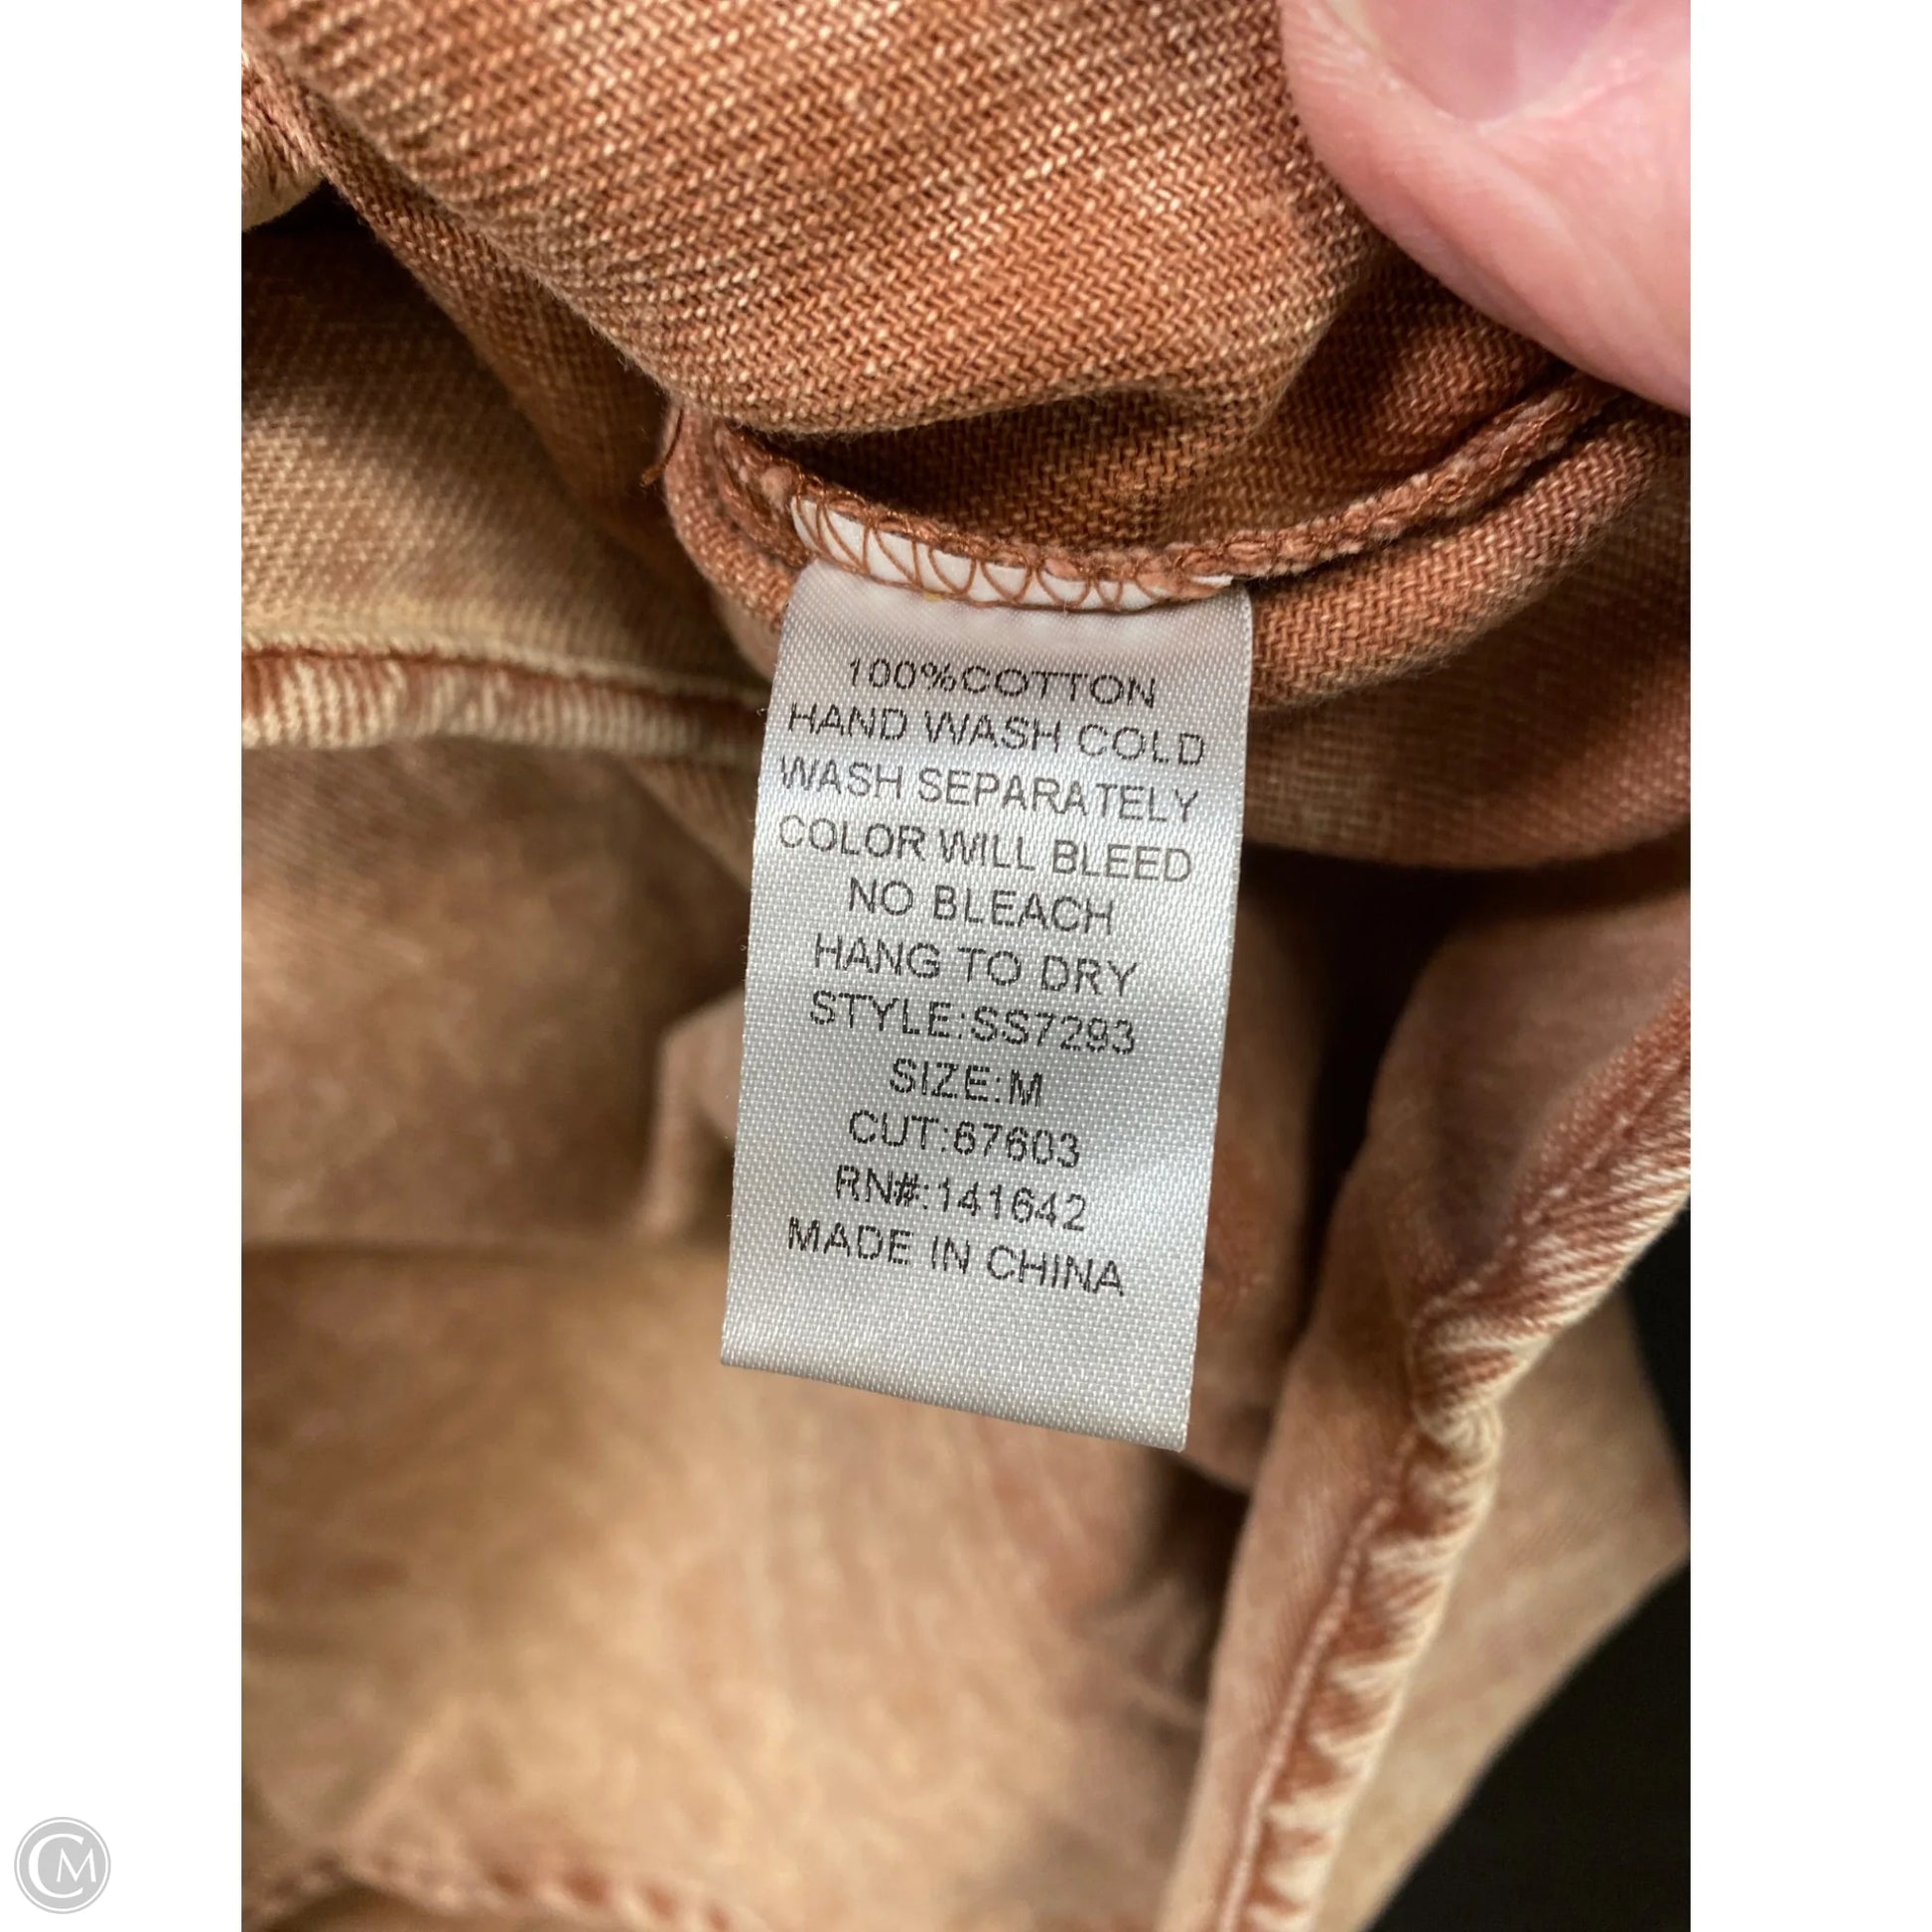 100%COTTON
HAND WASH COLD
WASH SEPARATELY
COLOR WILL BLEED
NO BLEACH
HANG TO DRY
STYLE:SS7293
SIZE:M
CUT:67603
RN#:141642
MADE IN CHINA
CM